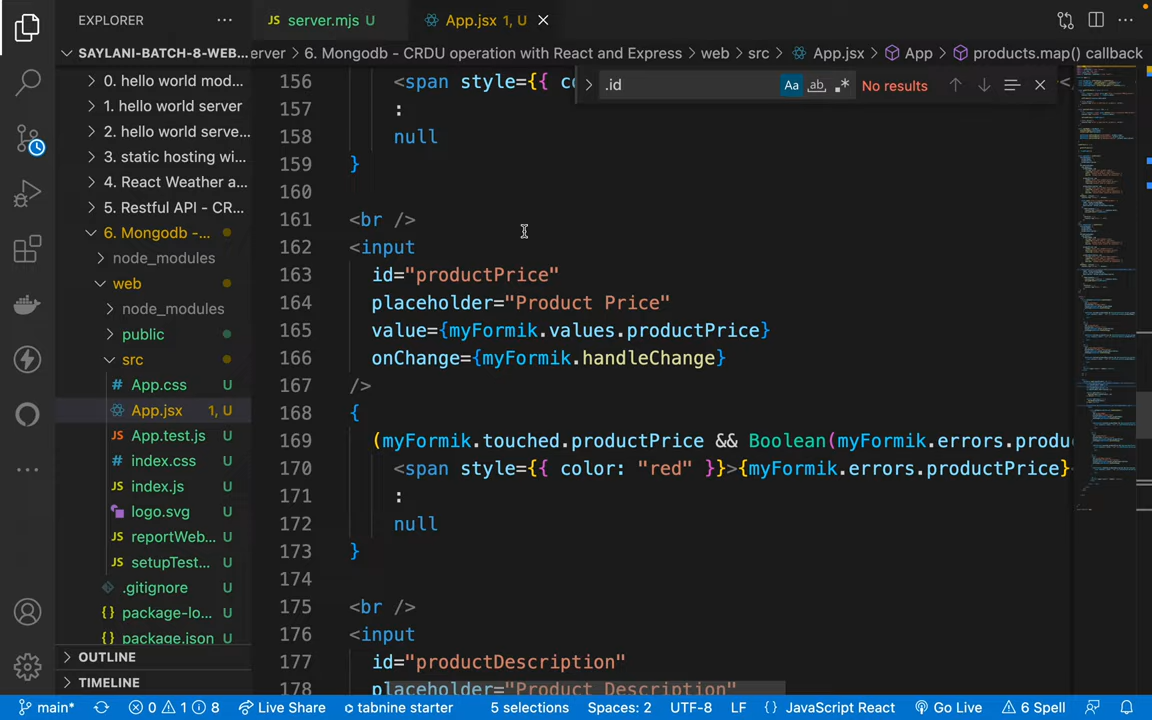 EXPLORER
SAYLANI-BATCH-8-WEB...
0. hello world mod...
1. hello world server
2. hello world serve...
3. static hosting wi...
4. React Weather a...
5. Restful API - CR...
6. Mongodb -...
node_modules
web
node_modules
public
src
App.css U
App.jsx 1, U
App.test.js U
index.css U
index.js U
logo.svg U
reportWeb... U
setupTest... U
.gitignore U
package-lo... U
package.json U
OUTLINE
TIMELINE
JS server.mjs U
App.jsx 1, U
erver > 6. Mongodb - CRDU operation with React and Express > web > src > App.jsx > App > products.map() callback
.id Aa ab No results
156 <span style={{ co
157 :
158 null
159 }
160
161 <br />
162 <input
163 id="productPrice"
164 placeholder="Product Price"
165 value={myFormik.values.productPrice}
166 onChange={myFormik.handleChange}
167 />
168 {
169 (myFormik.touched.productPrice && Boolean(myFormik.errors.produ
170 <span style={{ color: "red" }}>{myFormik.errors.productPrice}
171 :
172 null
173 }
174
175 <br />
176 <input
177 id="productDescription"
178 placeholder="Product Description"
main* 0 1 8 Live Share tabnine starter 5 selections Spaces: 2 UTF-8 LF {} JavaScript React Go Live 6 Spell